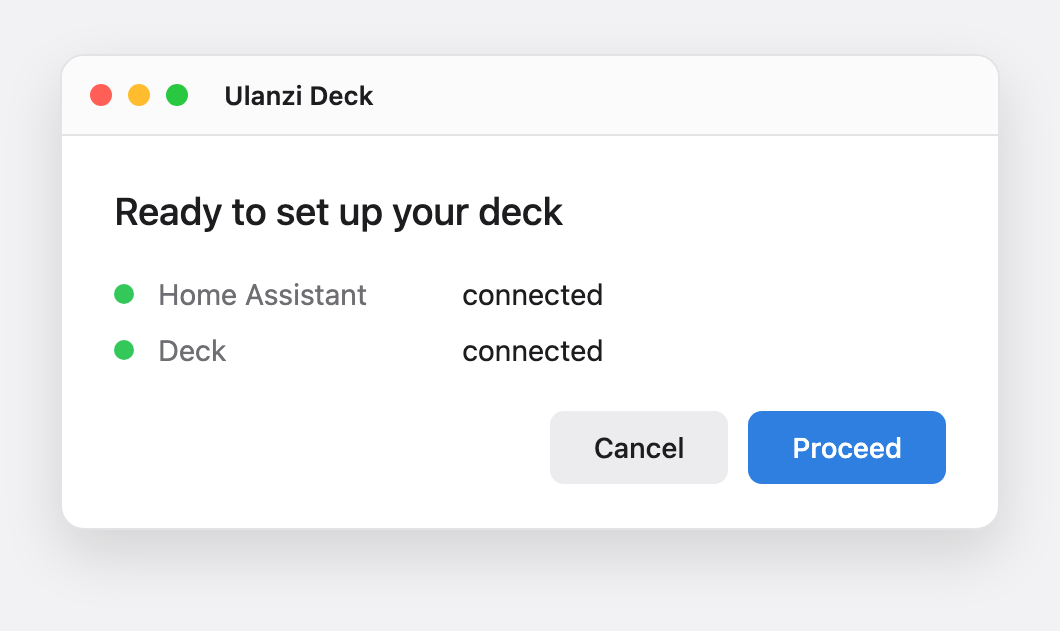 Ulanzi Deck
Ready to set up your deck
Home Assistant connected
Deck connected
Cancel Proceed